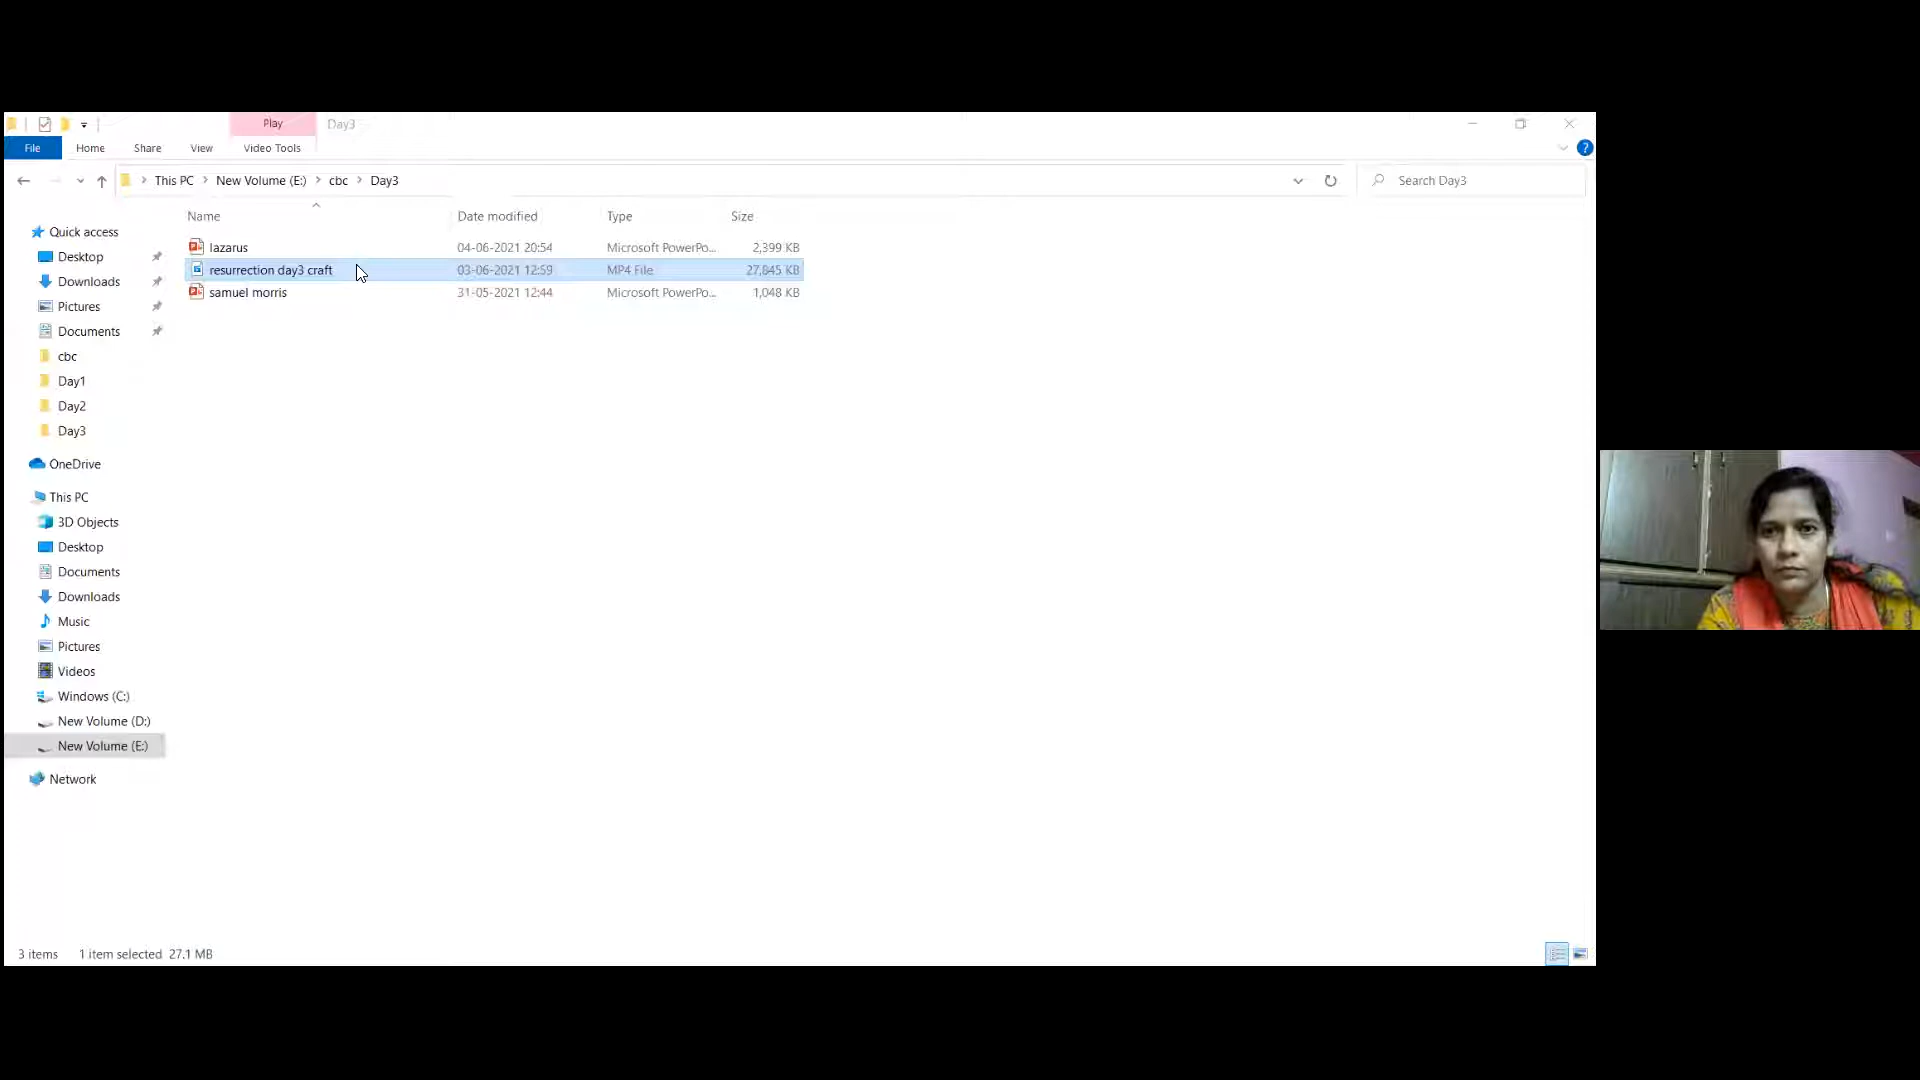 Play Day3
File Home Share View Video Tools
This PC New Volume (E:) cbc Day3 Search Day3
Name Date modified Type Size
lazarus 04-06-2021 20:54 Microsoft PowerPo... 2,399 KB
resurrection day3 craft 03-06-2021 12:59 MP4 File 27,845 KB
samuel morris 31-05-2021 12:44 Microsoft PowerPo... 1,048 KB
Quick access
Desktop
Downloads
Pictures
Documents
cbc
Day1
Day2
Day3
OneDrive
This PC
3D Objects
Desktop
Documents
Downloads
Music
Pictures
Videos
Windows (C:)
New Volume (D:)
New Volume (E:)
Network
3 items 1 item selected 27.1 MB